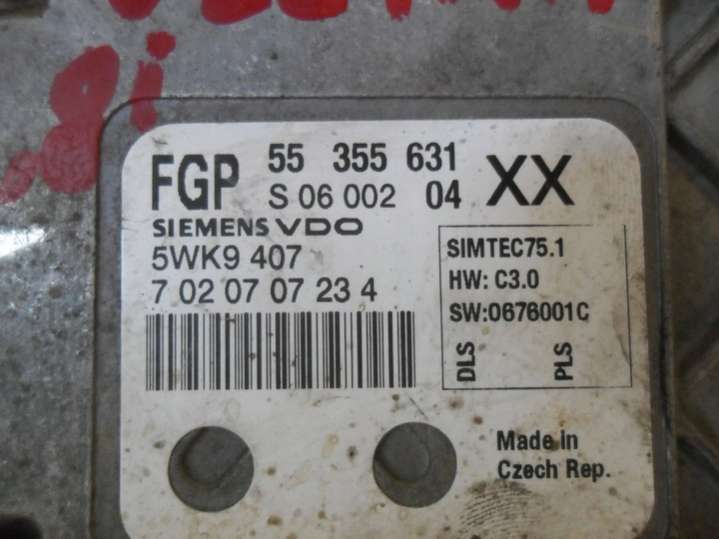 .8i
FGP 55 355 631 XX
S 06 002 04
SIEMENS VDO
5WK9 407
7 02 07 07 23 4
SIMTEC75.1
HW: C3.0
SW:0676001C
DLS PLS
Made in
Czech Rep.